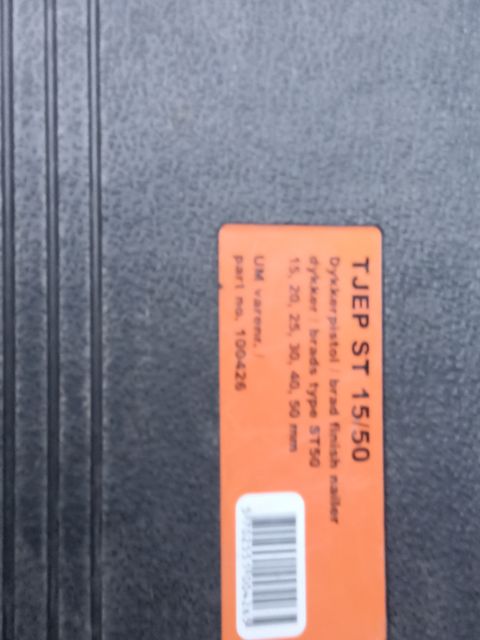 TJEP ST 15/50
Dykkerpistol / brad finish nailer
dykker / brads type ST50
15, 20, 25, 30, 40, 50 mm
UM varenr. /
part no. 100426